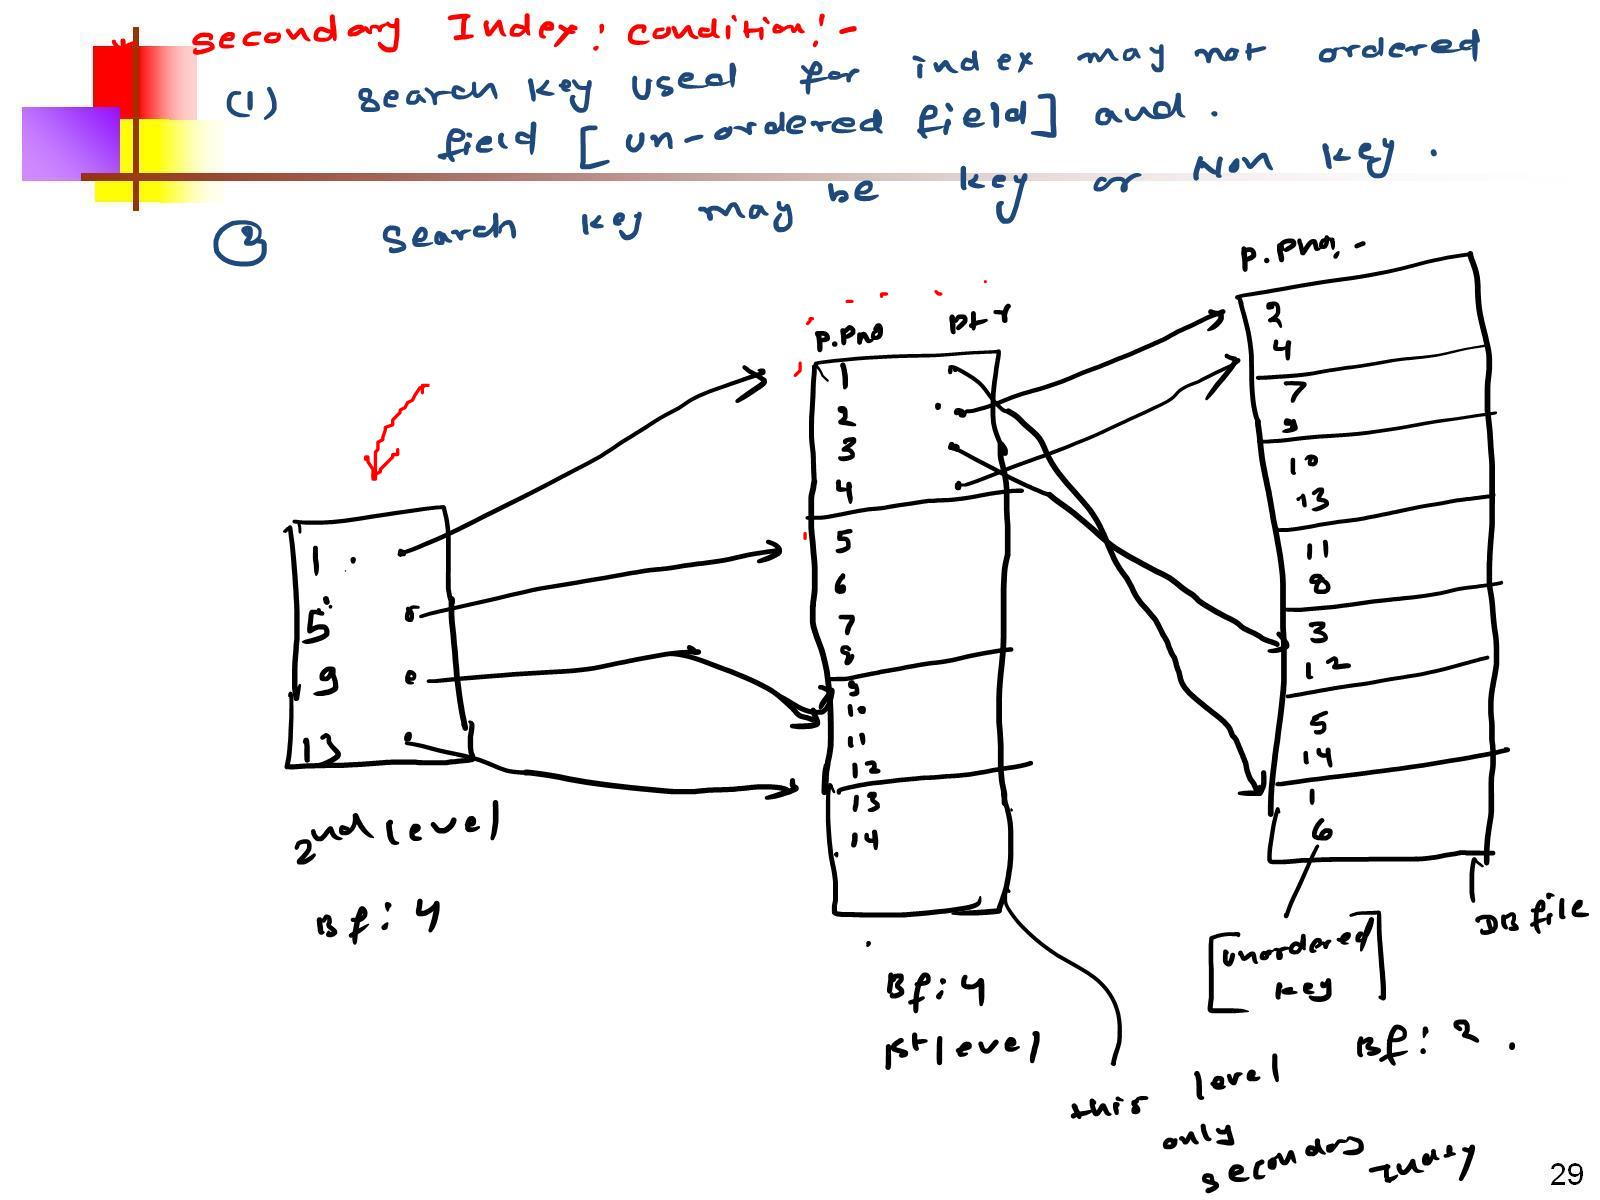 secondary Index: condition:-
(1) search key used for index may not ordered
field [un-ordered field] and.
(2) search key may be key or Non key.
P.Pno.-
P.Pno ptr
2
4
7
9
10
13
11
8
3
12
5
14
1
6
1
2
3
4
5
6
7
8
9
10
11
12
13
14
1
5
9
13
2nd level
Bf: 4
Bf: 4
1st level
DB file
[unordered
key]
Bf: 2.
this level
only
secondary
29